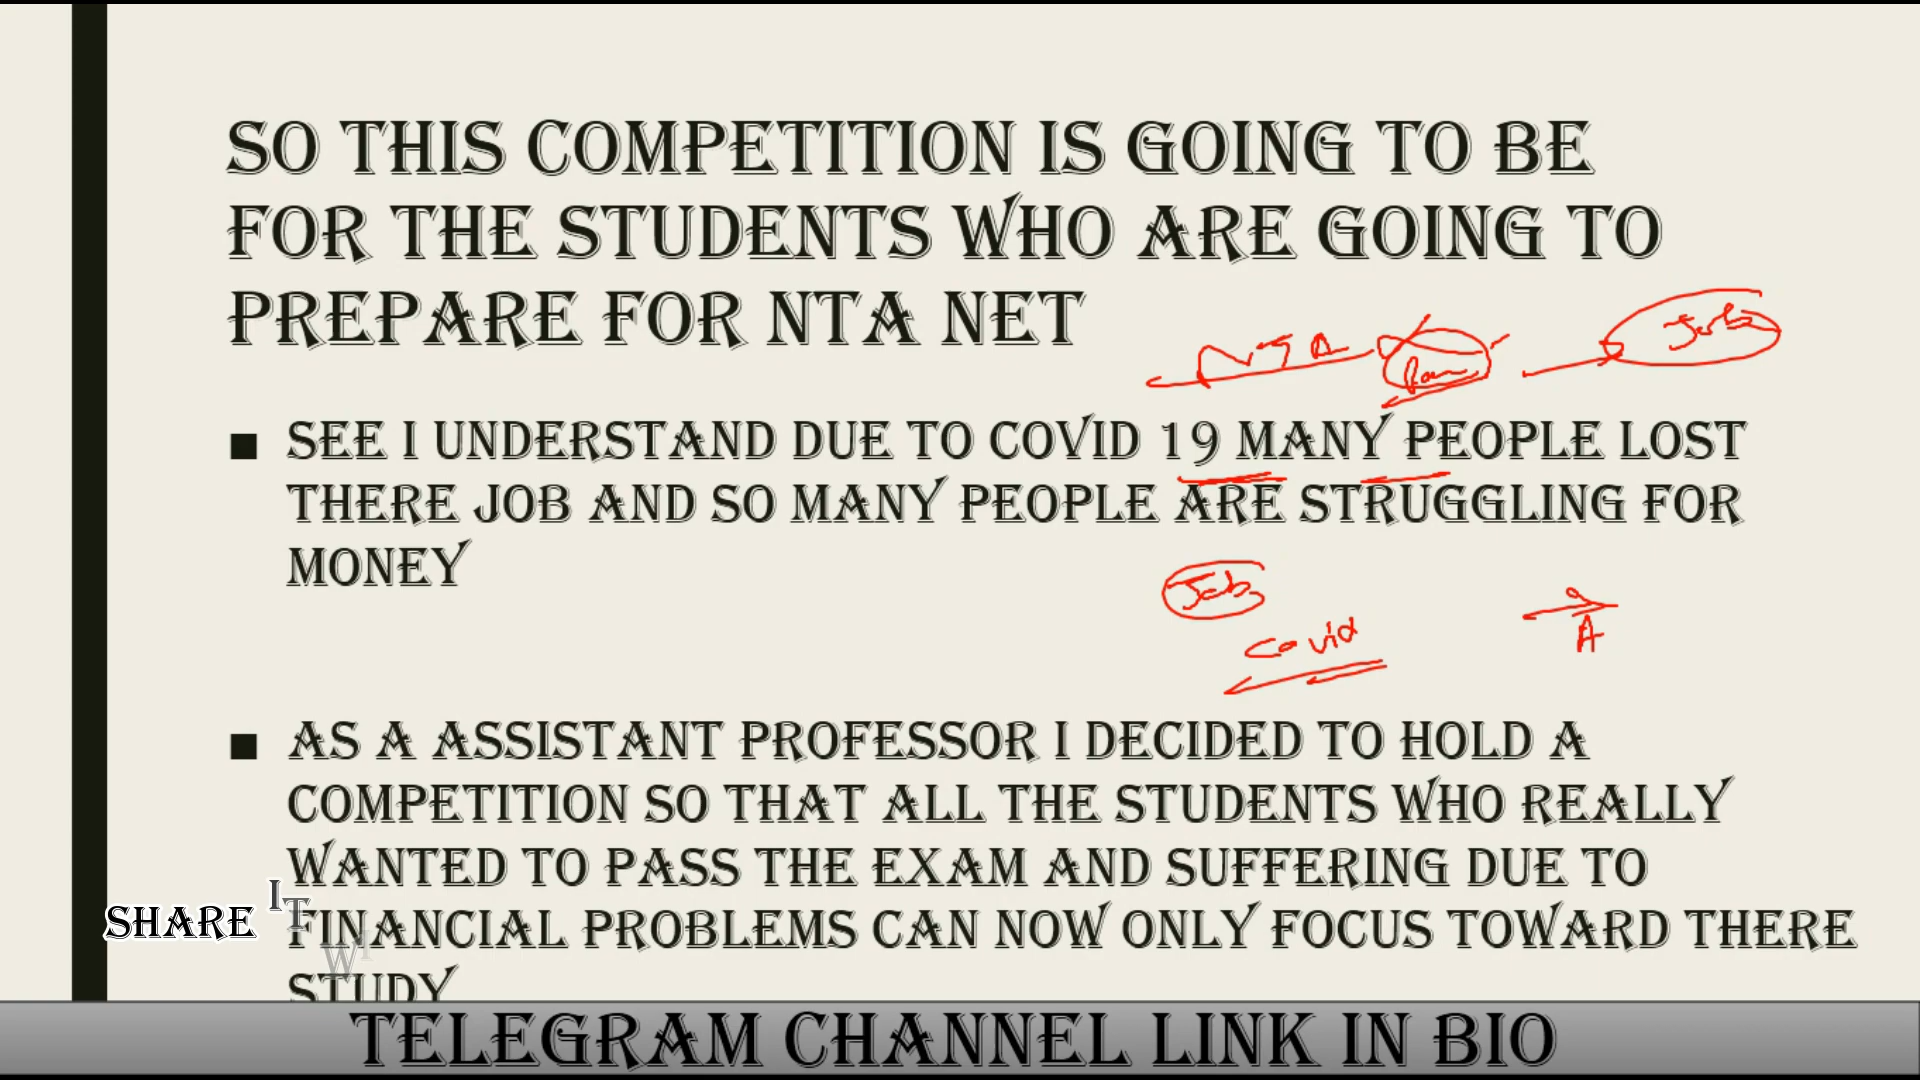 SO THIS COMPETITION IS GOING TO BE
FOR THE STUDENTS WHO ARE GOING TO
PREPARE FOR NTA NET
NTA
Job
■ SEE I UNDERSTAND DUE TO COVID 19 MANY PEOPLE LOST
THERE JOB AND SO MANY PEOPLE ARE STRUGGLING FOR
MONEY
Job
Covid
A
■ AS A ASSISTANT PROFESSOR I DECIDED TO HOLD A
COMPETITION SO THAT ALL THE STUDENTS WHO REALLY
WANTED TO PASS THE EXAM AND SUFFERING DUE TO
FINANCIAL PROBLEMS CAN NOW ONLY FOCUS TOWARD THERE
STUDY
SHARE IT
TELEGRAM CHANNEL LINK IN BIO